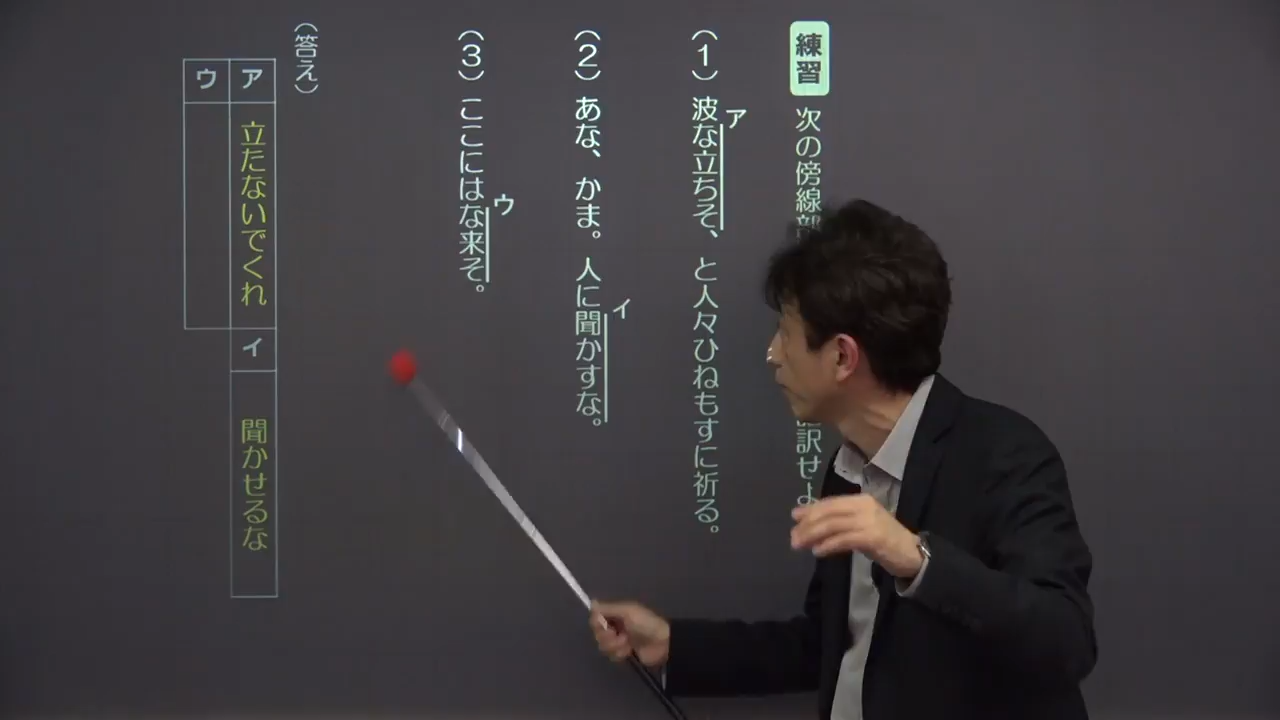 練習 次の傍線部 訳せよ
(1) 波な立ちそ、と人々ひねもすに祈る。
ア
(2) あな、かま。人に聞かすな。
イ
(3) ここにはな来そ。
ウ
(答え)
ア 立たないでくれ
イ 聞かせるな
ウ